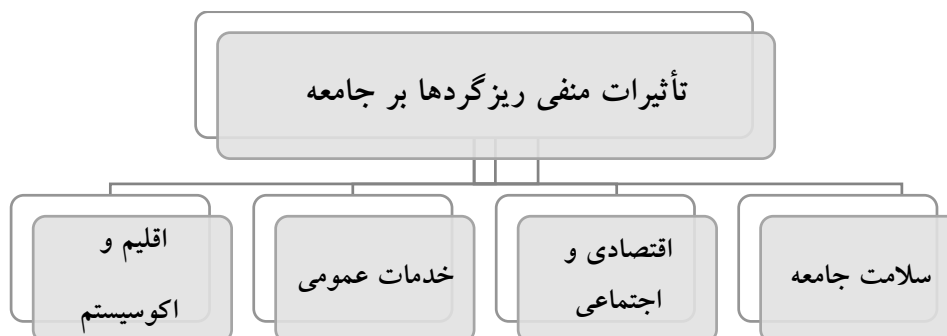 تأثیرات منفی ریزگردها بر جامعه
سلامت جامعه
اقتصادی و
اجتماعی
خدمات عمومی
اقلیم و
اکوسیستم